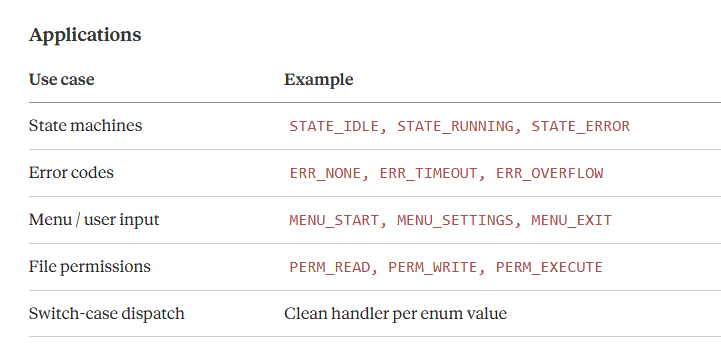 Applications
Use case Example
State machines STATE_IDLE, STATE_RUNNING, STATE_ERROR
Error codes ERR_NONE, ERR_TIMEOUT, ERR_OVERFLOW
Menu / user input MENU_START, MENU_SETTINGS, MENU_EXIT
File permissions PERM_READ, PERM_WRITE, PERM_EXECUTE
Switch-case dispatch Clean handler per enum value